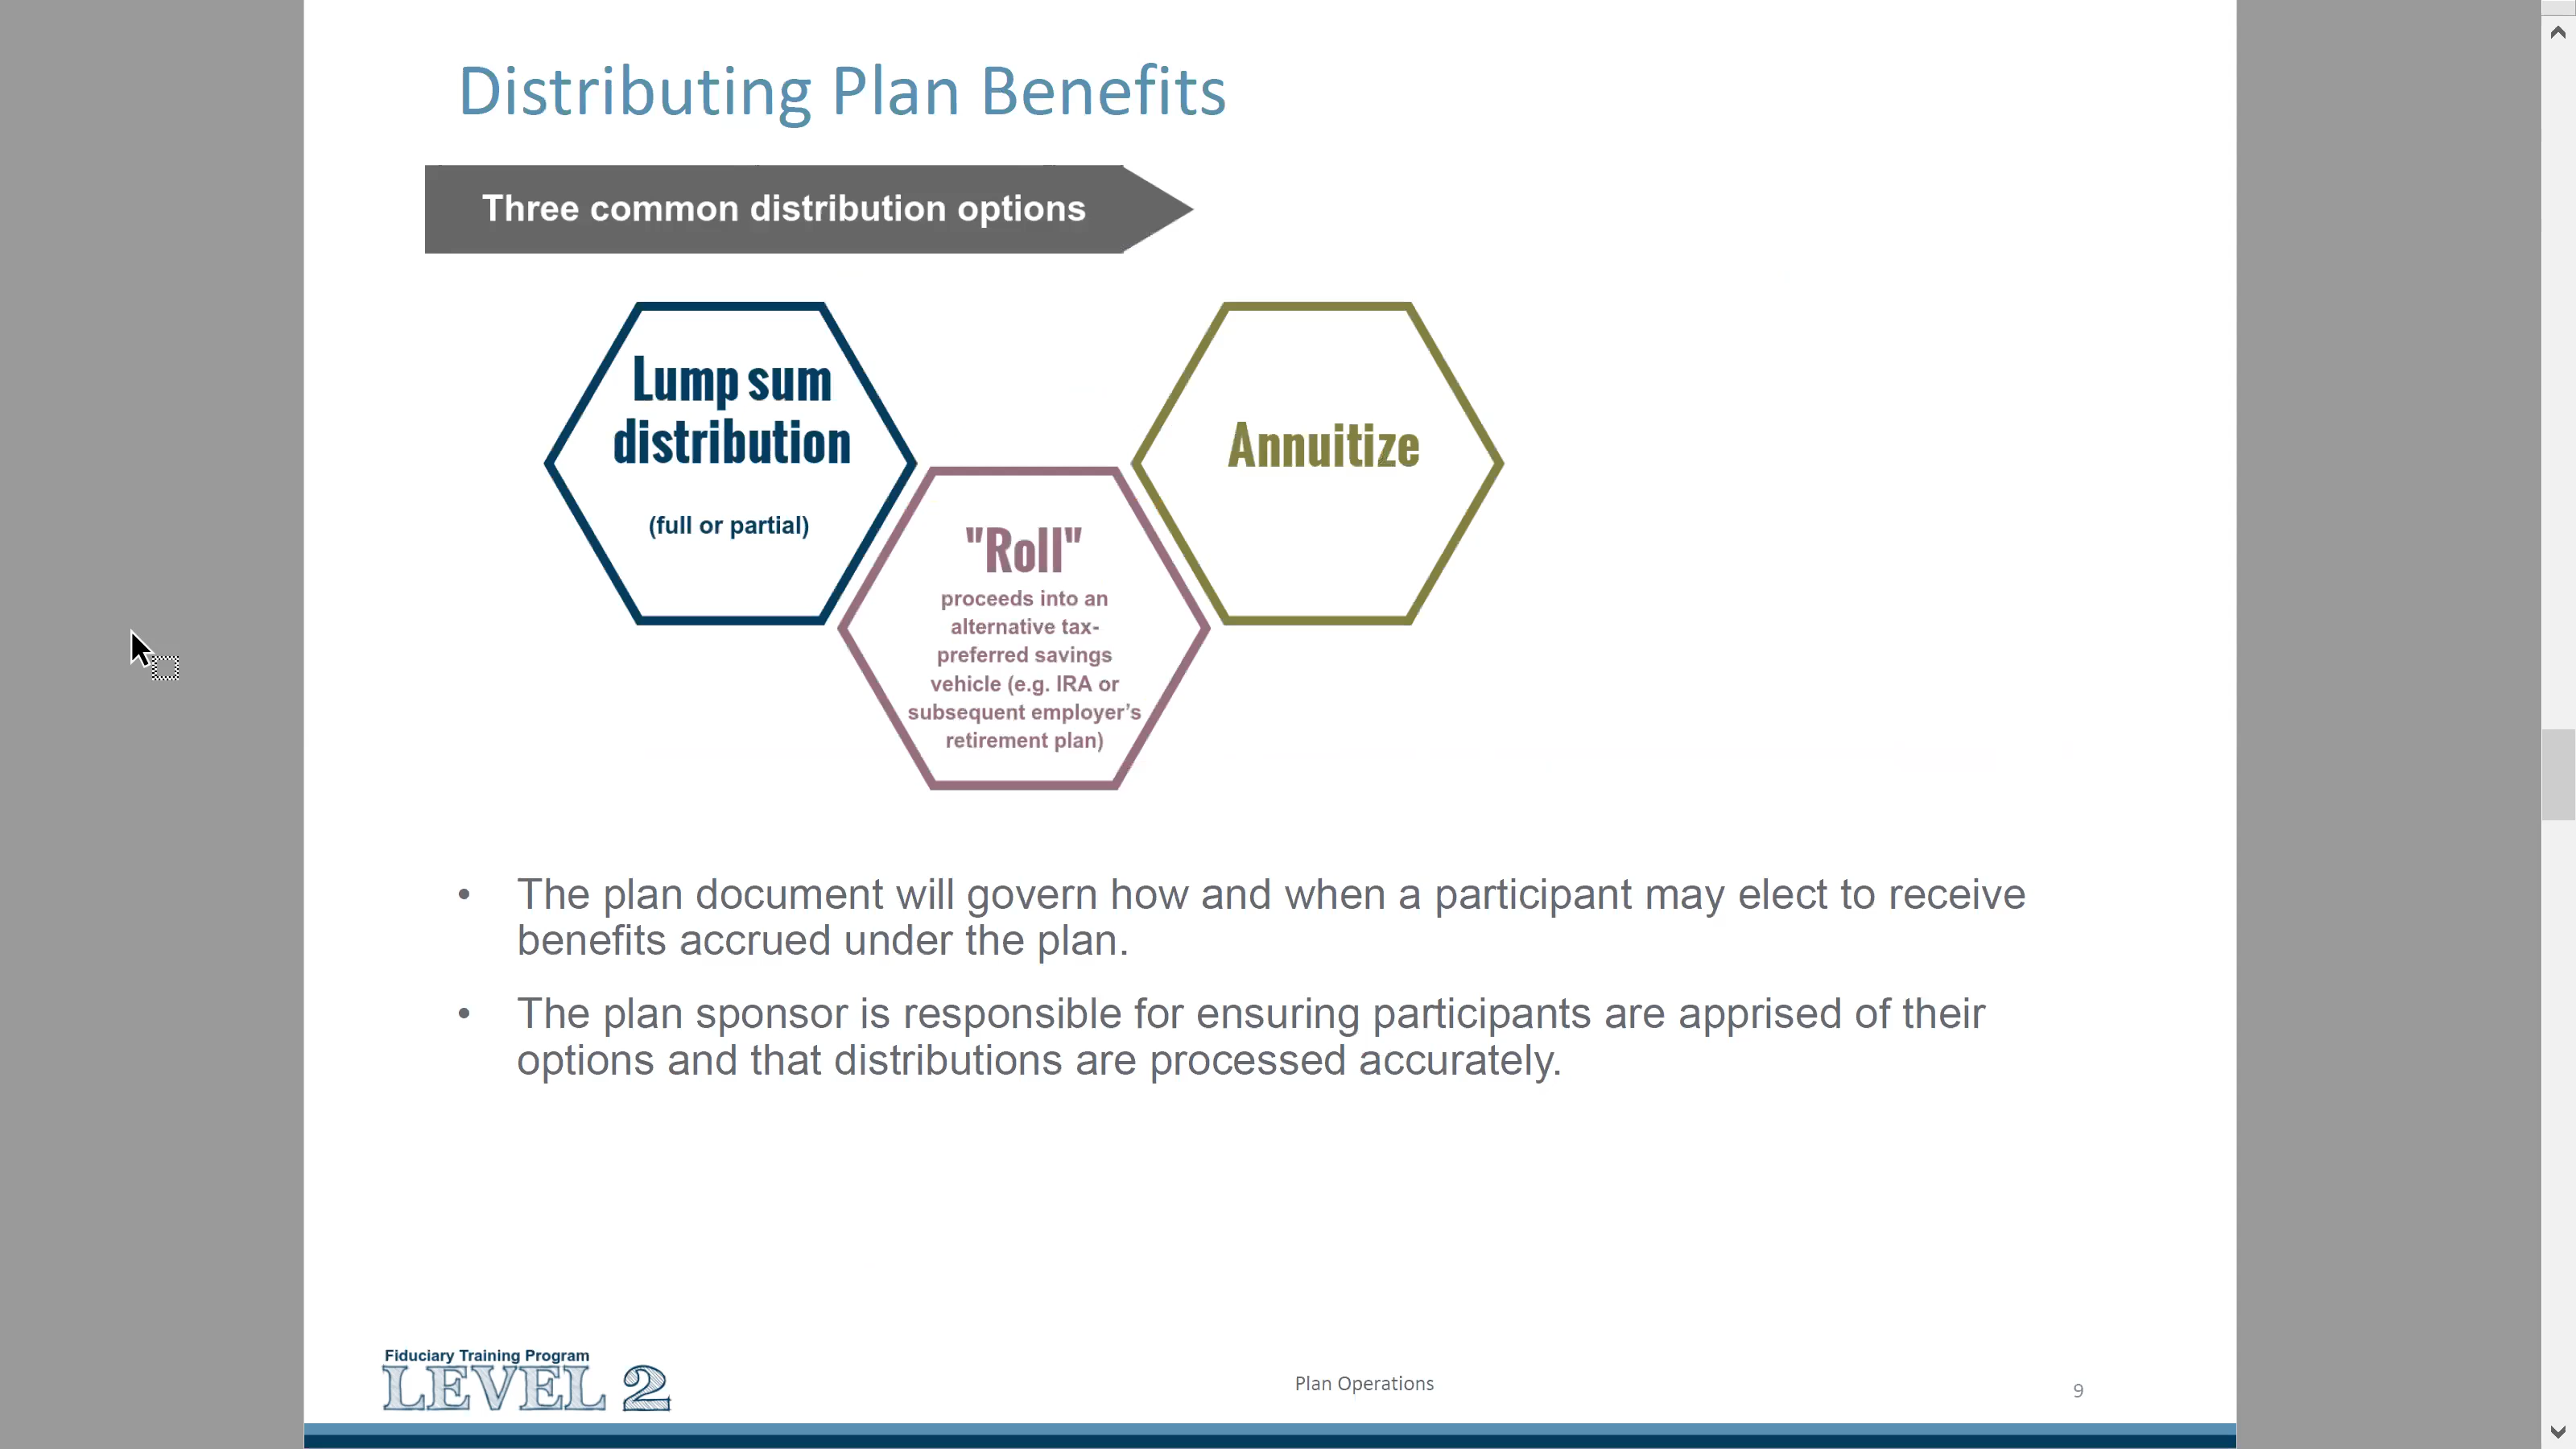 Distributing Plan Benefits
Three common distribution options
Lump sum
distribution
(full or partial)
"Roll"
proceeds into an
alternative tax-
preferred savings
vehicle (e.g. IRA or
subsequent employer’s
retirement plan)
Annuitize
• The plan document will govern how and when a participant may elect to receive
benefits accrued under the plan.
• The plan sponsor is responsible for ensuring participants are apprised of their
options and that distributions are processed accurately.
Fiduciary Training Program
LEVEL 2
Plan Operations
9